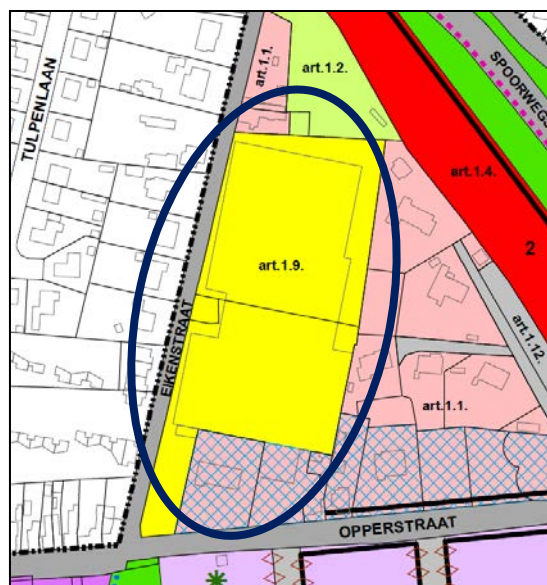 TULPENLAAN
art.1.1.
art.1.2.
SPOORWEGS
art.1.4.
2
art.1.9.
EIKENSTRAAT
art.1.12.
art.1.1.
OPPERSTRAAT